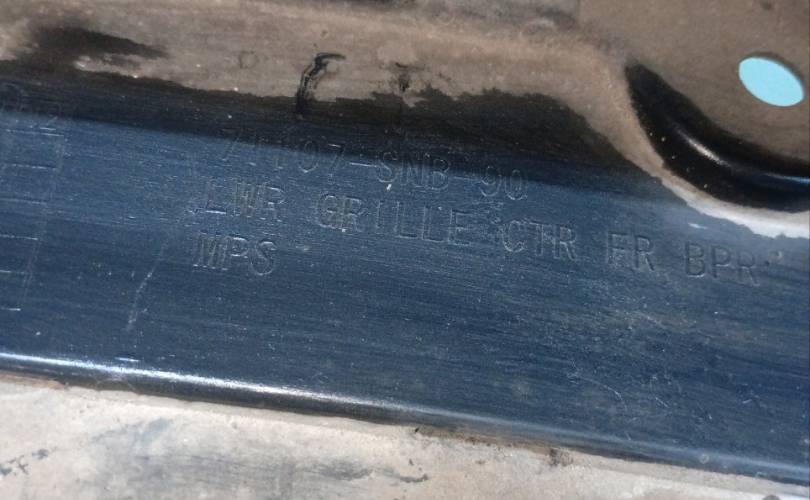 71107-SNB-90
LWR GRILLE CTR FR BPR
MPS